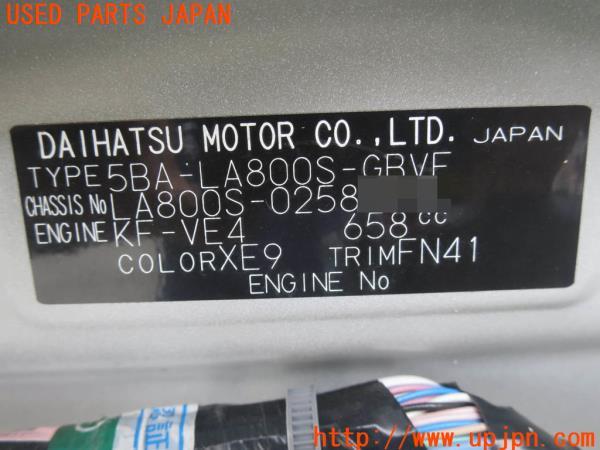 USED PARTS JAPAN
DAIHATSU MOTOR CO.,LTD. JAPAN
TYPE 5BA-LA800S-GBVF
CHASSIS No LA800S-0258
ENGINE KF-VE4 658 cc
COLOR XE9 TRIM FN41
ENGINE No
http://www.upjpn.com/